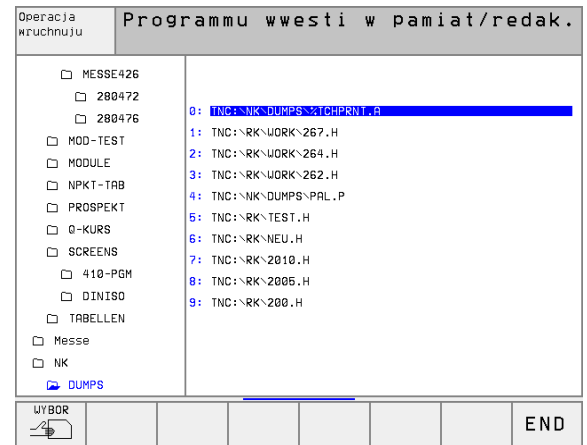 Operacja
wruchnuju
Programmu wwesti w pamiat/redak.
MESSE426
280472
280476
MOD-TEST
MODULE
NPKT-TAB
PROSPEKT
Q-KURS
SCREENS
410-PGM
DINISO
TABELLEN
Messe
NK
DUMPS
0: TNC:\NK\DUMPS\%TCHPRNT.A
1: TNC:\RK\WORK\267.H
2: TNC:\RK\WORK\264.H
3: TNC:\RK\WORK\262.H
4: TNC:\NK\DUMPS\PAL.P
5: TNC:\RK\TEST.H
6: TNC:\RK\NEU.H
7: TNC:\RK\2010.H
8: TNC:\RK\2005.H
9: TNC:\RK\200.H
WYBOR
END